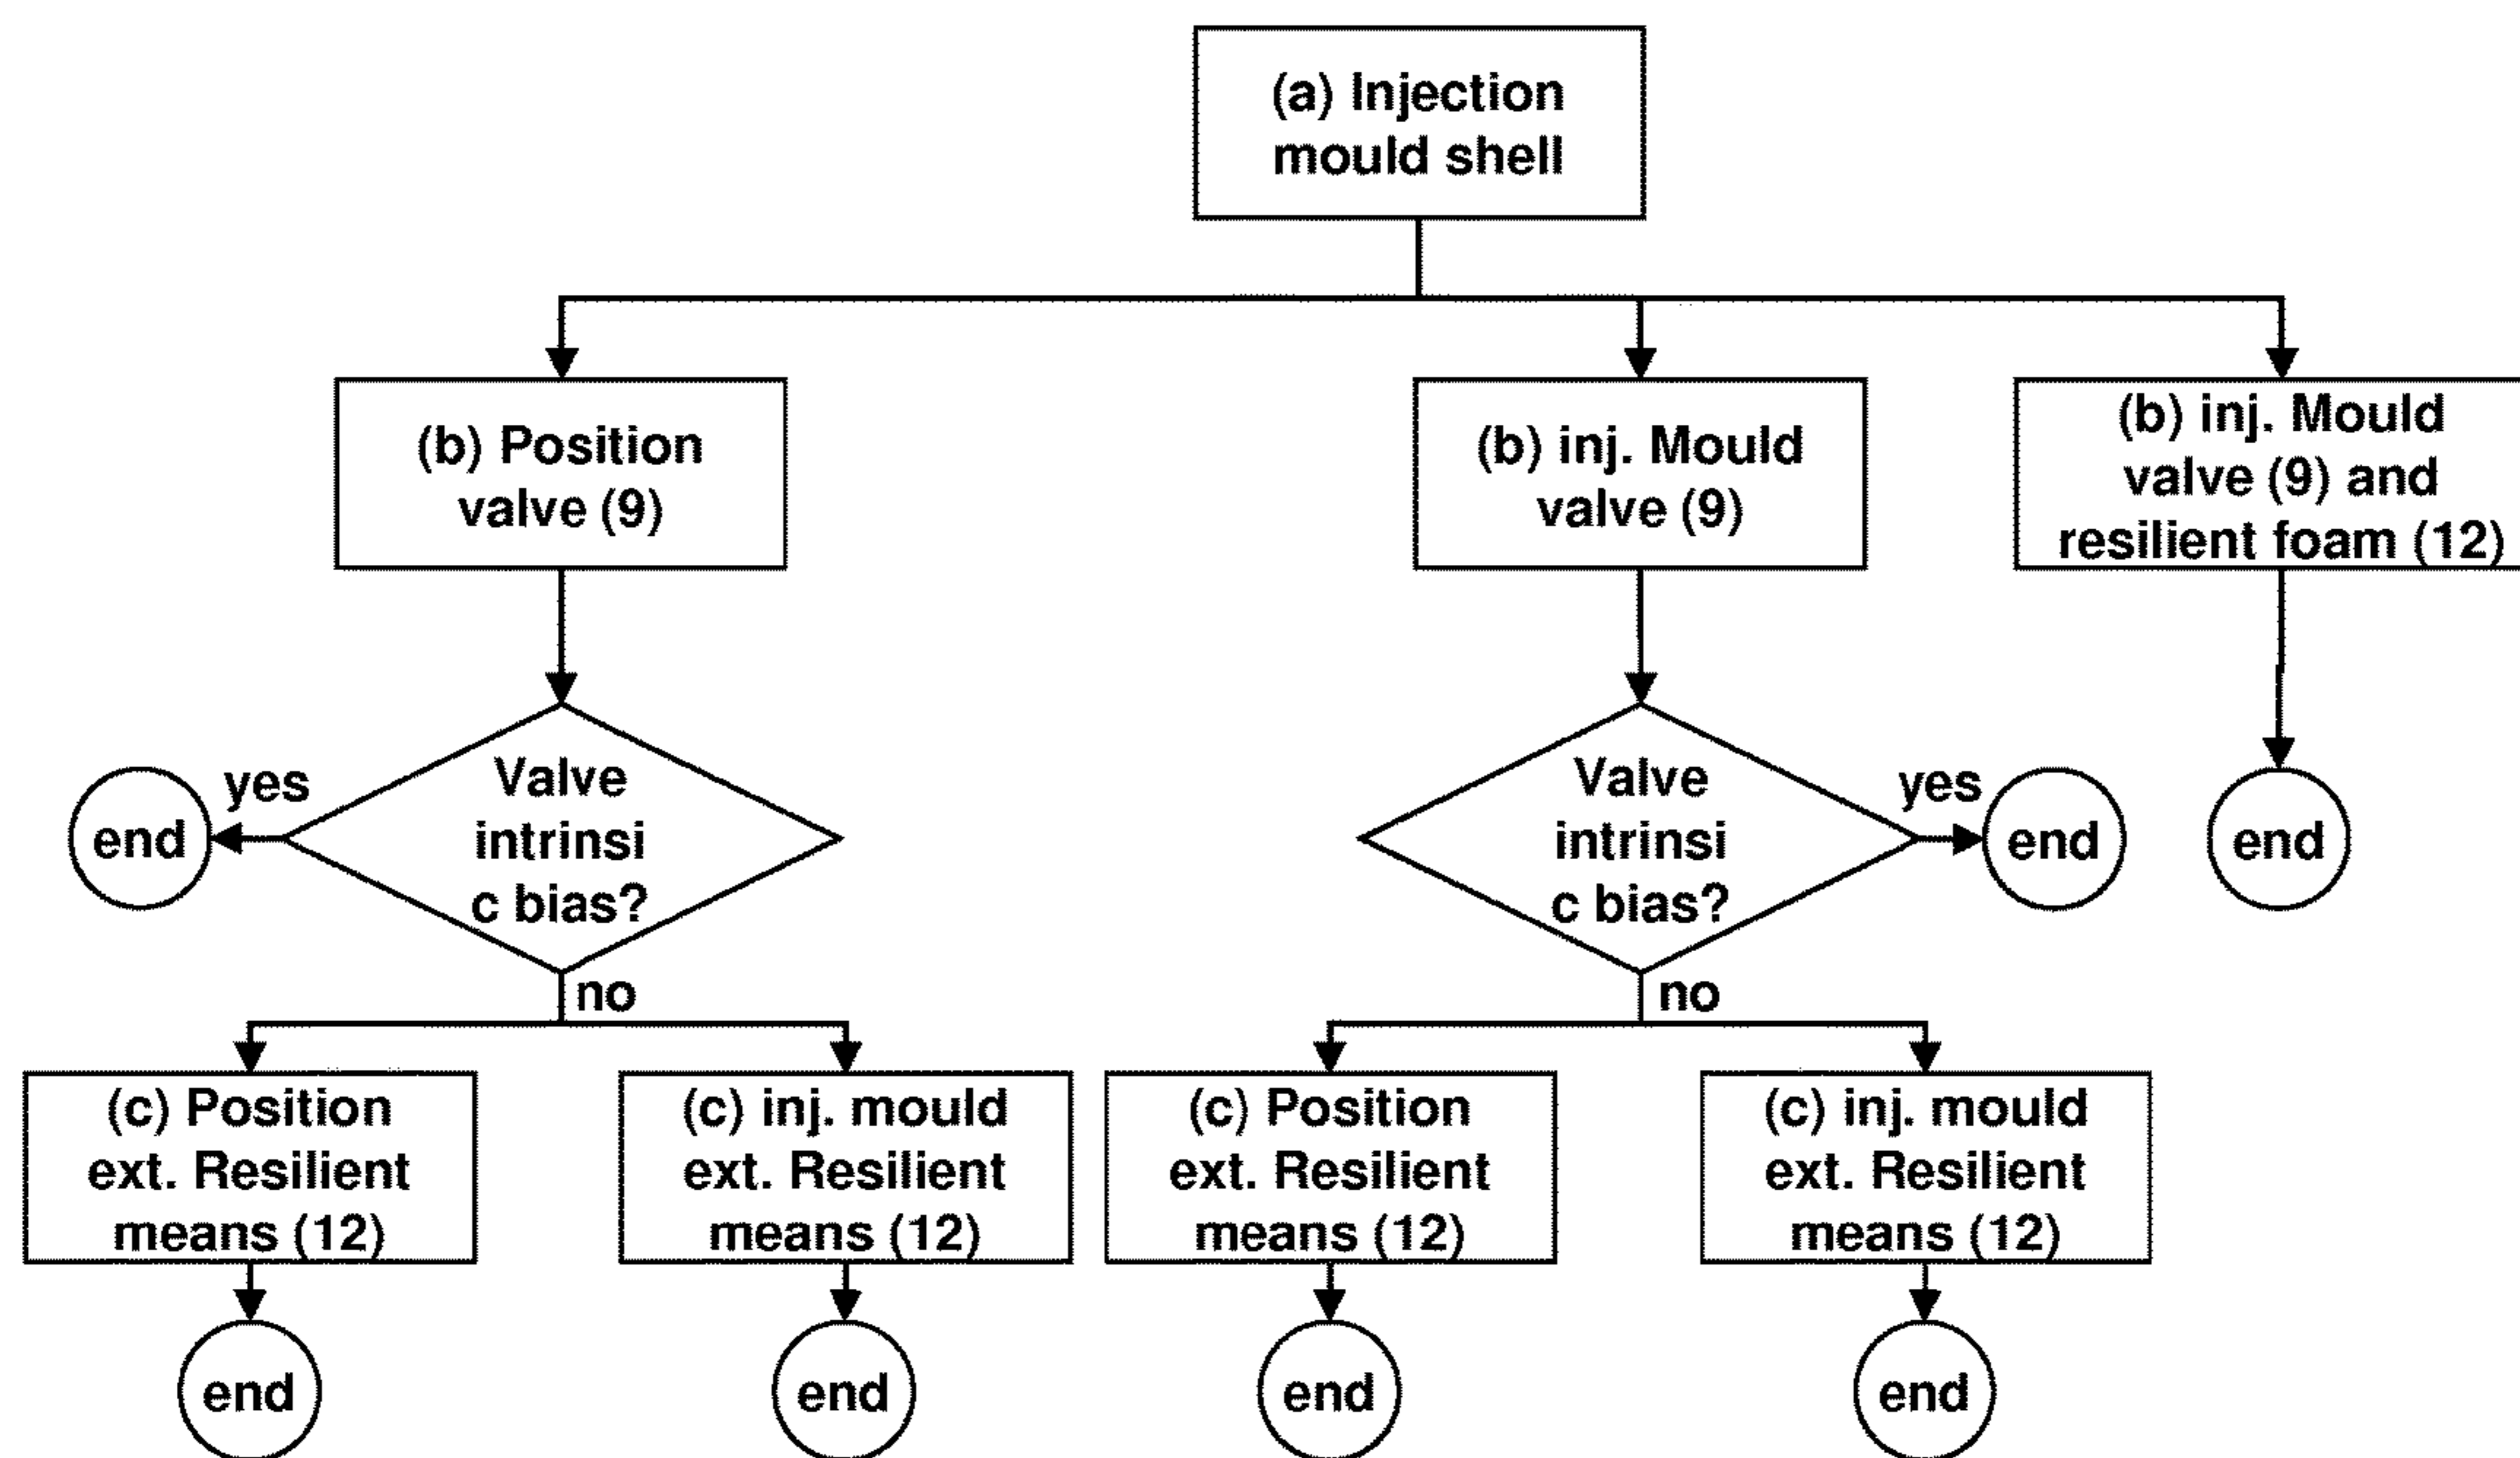 (a) Injection
mould shell
(b) Position
valve (9)
(b) inj. Mould
valve (9)
(b) inj. Mould
valve (9) and
resilient foam (12)
Valve
intrinsi
c bias?
yes
end
no
Valve
intrinsi
c bias?
yes
end
no
end
(c) Position
ext. Resilient
means (12)
(c) inj. mould
ext. Resilient
means (12)
(c) Position
ext. Resilient
means (12)
(c) inj. mould
ext. Resilient
means (12)
end
end
end
end